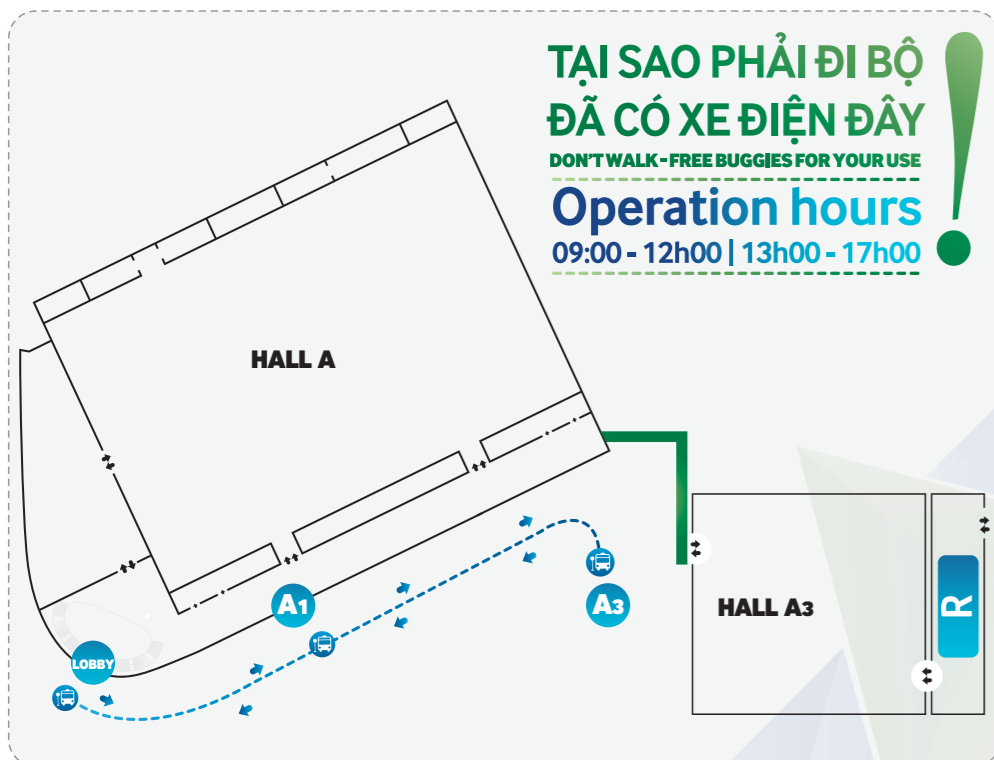 TẠI SAO PHẢI ĐI BỘ
ĐÃ CÓ XE ĐIỆN ĐÂY
!
DON'T WALK - FREE BUGGIES FOR YOUR USE
Operation hours
09:00 - 12h00 | 13h00 - 17h00
HALL A
A1
A3
HALL A3
R
LOBBY